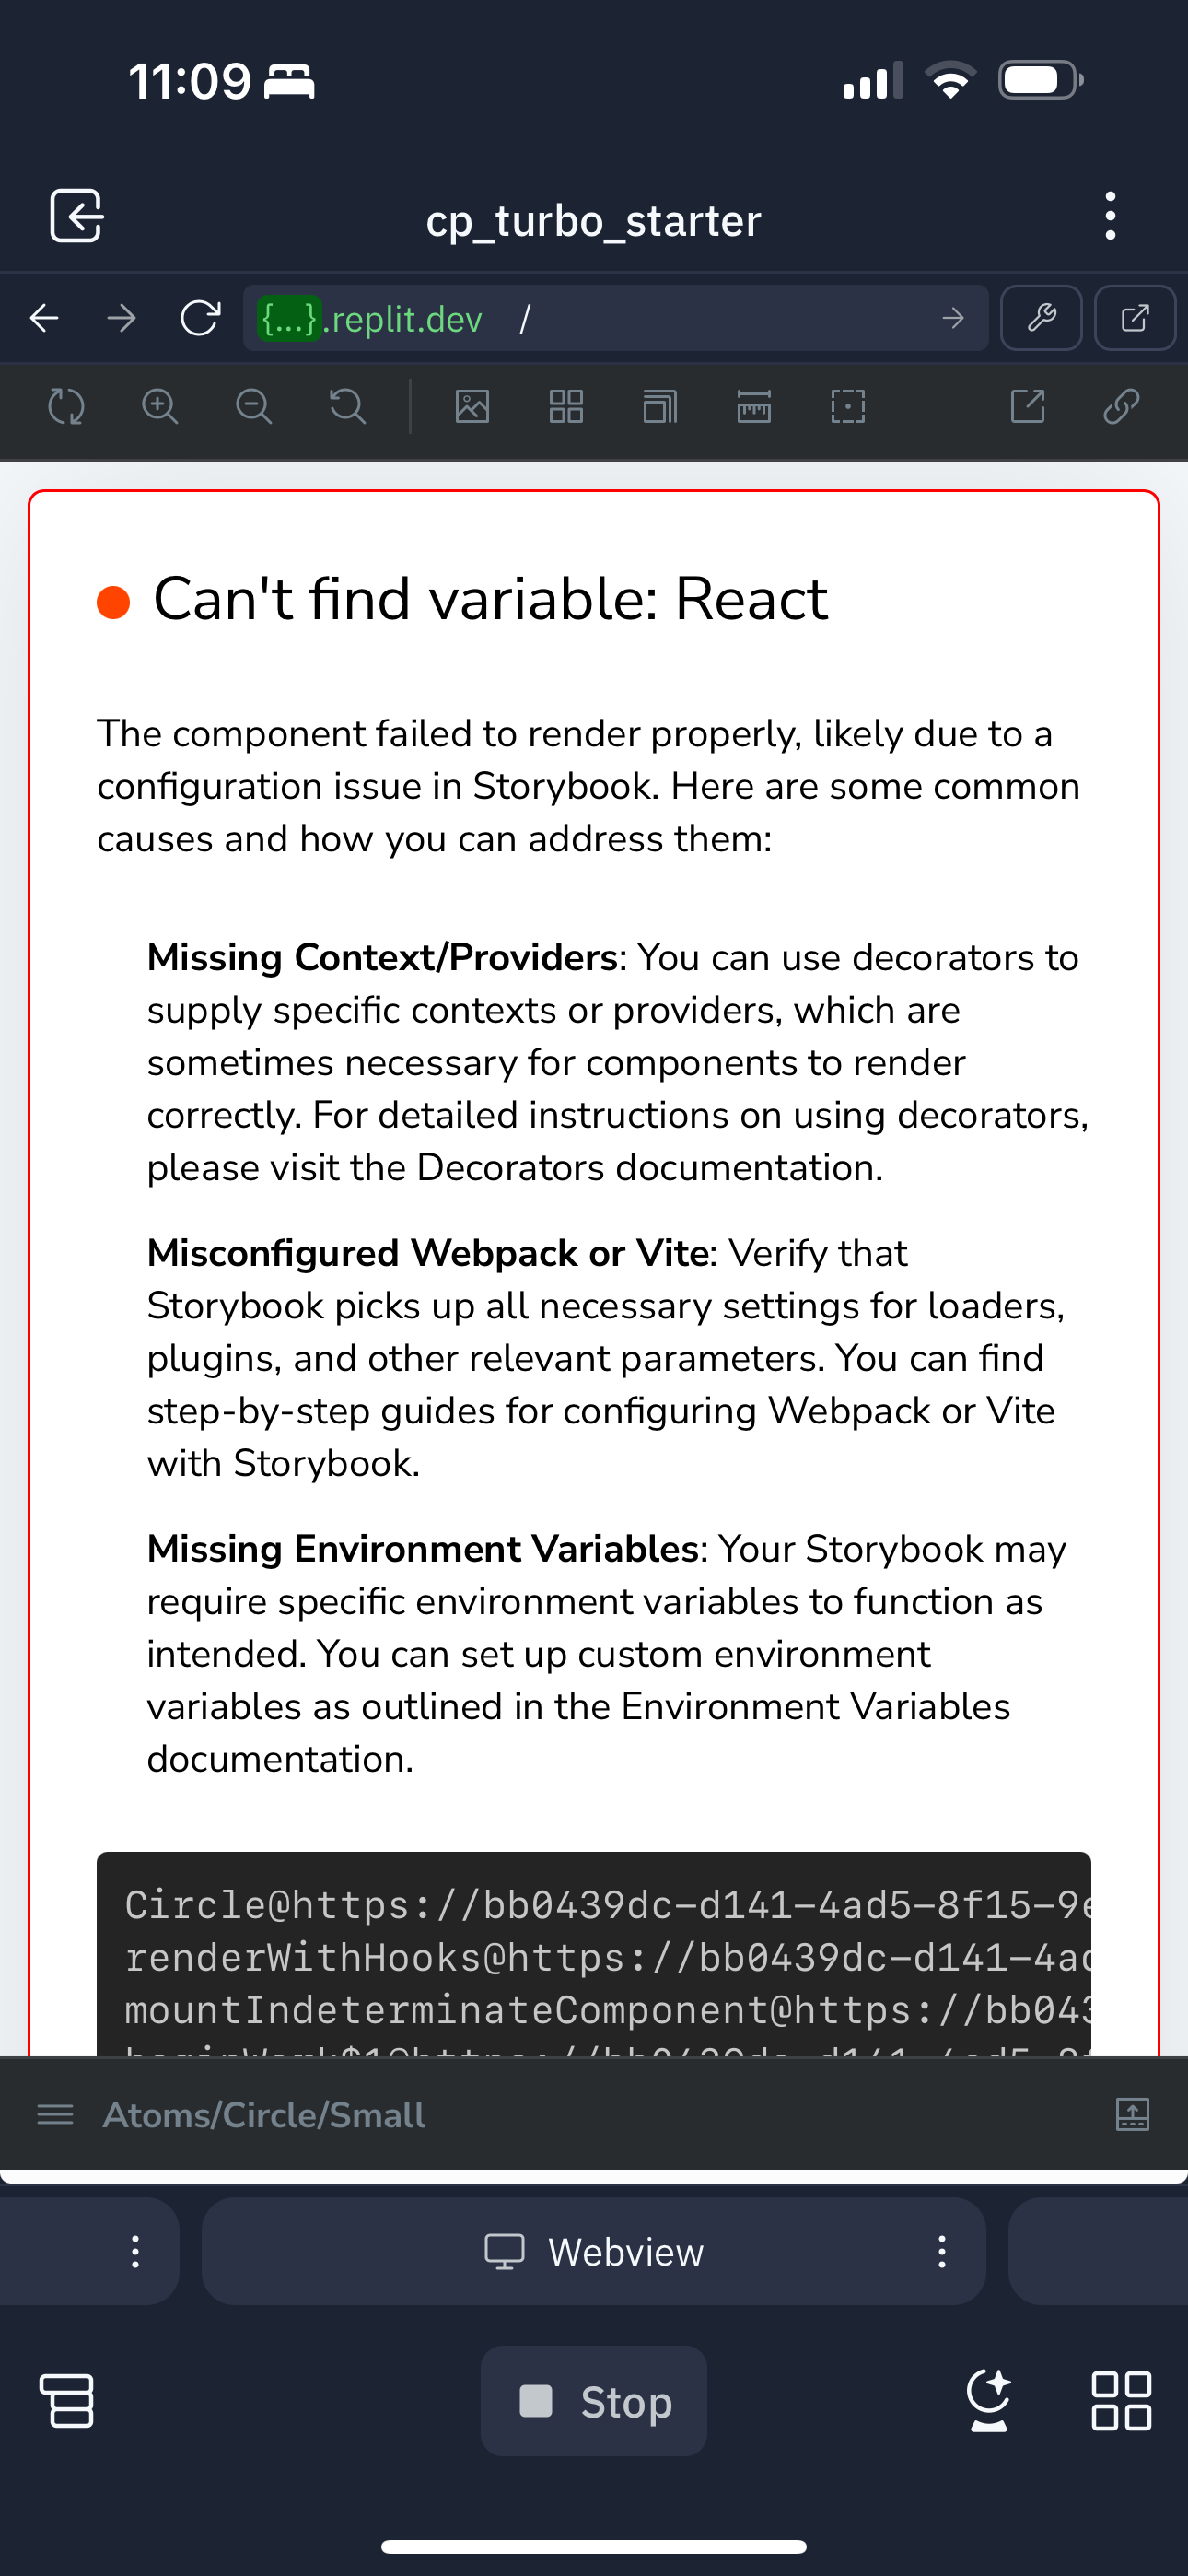 11:09
cp_turbo_starter
{...}.replit.dev /
Can't find variable: React
The component failed to render properly, likely due to a
configuration issue in Storybook. Here are some common
causes and how you can address them:
Missing Context/Providers: You can use decorators to
supply specific contexts or providers, which are
sometimes necessary for components to render
correctly. For detailed instructions on using decorators,
please visit the Decorators documentation.
Misconfigured Webpack or Vite: Verify that
Storybook picks up all necessary settings for loaders,
plugins, and other relevant parameters. You can find
step-by-step guides for configuring Webpack or Vite
with Storybook.
Missing Environment Variables: Your Storybook may
require specific environment variables to function as
intended. You can set up custom environment
variables as outlined in the Environment Variables
documentation.
Circle@https://bb0439dc-d141-4ad5-8f15-9
renderWithHooks@https://bb0439dc-d141-4a
mountIndeterminateComponent@https://bb043
Atoms/Circle/Small
Webview
Stop